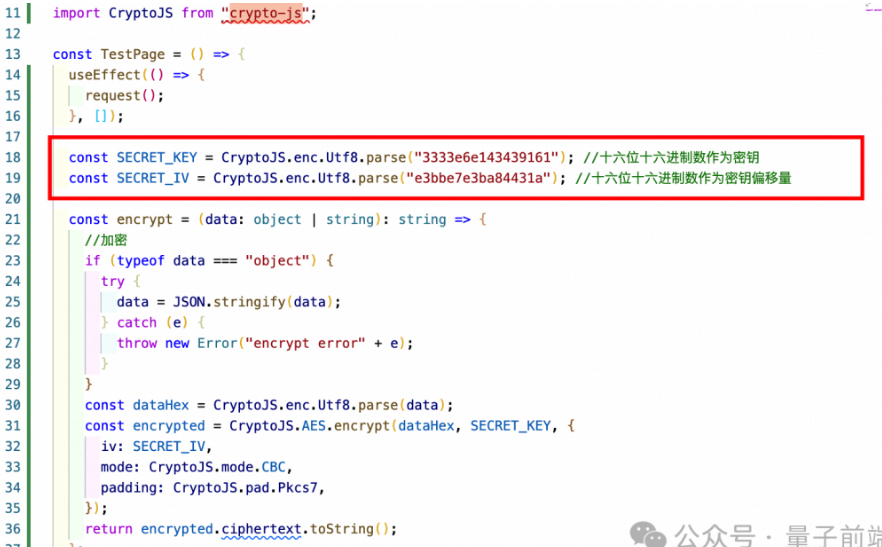 11 import CryptoJS from "crypto-js";
12
13 const TestPage = () => {
14 useEffect(() => {
15 request();
16 }, []);
17
18 const SECRET_KEY = CryptoJS.enc.Utf8.parse("3333e6e143439161"); //十六位十六进制数作为密钥
19 const SECRET_IV = CryptoJS.enc.Utf8.parse("e3bbe7e3ba84431a"); //十六位十六进制数作为密钥偏移量
20
21 const encrypt = (data: object | string): string => {
22 //加密
23 if (typeof data === "object") {
24 try {
25 data = JSON.stringify(data);
26 } catch (e) {
27 throw new Error("encrypt error" + e);
28 }
29 }
30 const dataHex = CryptoJS.enc.Utf8.parse(data);
31 const encrypted = CryptoJS.AES.encrypt(dataHex, SECRET_KEY, {
32 iv: SECRET_IV,
33 mode: CryptoJS.mode.CBC,
34 padding: CryptoJS.pad.Pkcs7,
35 });
36 return encrypted.ciphertext.toString();
公众号 · 量子前端